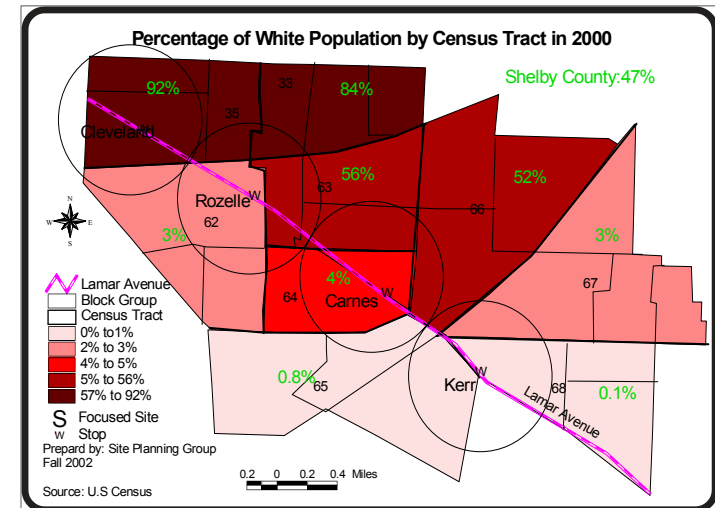 Percentage of White Population by Census Tract in 2000
Shelby County:47%
92%
33
84%
35
Cleveland
56%
63
52%
Rozelle
W
66
62
3%
3%
N
W E
S
4%
64
Carnes
W
67
0.8%
65
Kerr
W
68
0.1%
Lamar Avenue
Lamar Avenue
Block Group
Census Tract
0% to1%
2% to 3%
4% to 5%
5% to 56%
57% to 92%
S Focused Site
W Stop
Prepard by: Site Planning Group
Fall 2002
0.2 0 0.2 0.4 Miles
Source: U.S Census